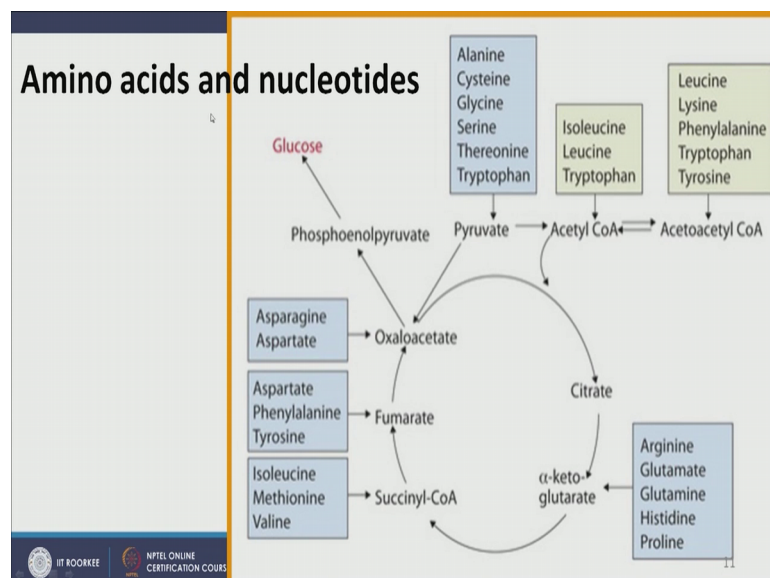 Amino acids and nucleotides
Alanine
Cysteine
Glycine
Serine
Thereonine
Tryptophan
Isoleucine
Leucine
Tryptophan
Leucine
Lysine
Phenylalanine
Tryptophan
Tyrosine
Glucose
Phosphoenolpyruvate
Pyruvate
Acetyl CoA
Acetoacetyl CoA
Asparagine
Aspartate
Oxaloacetate
Aspartate
Phenylalanine
Tyrosine
Fumarate
Citrate
Isoleucine
Methionine
Valine
Succinyl-CoA
α-keto-
glutarate
Arginine
Glutamate
Glutamine
Histidine
Proline
11
IIT ROORKEE
NPTEL ONLINE
CERTIFICATION COURS